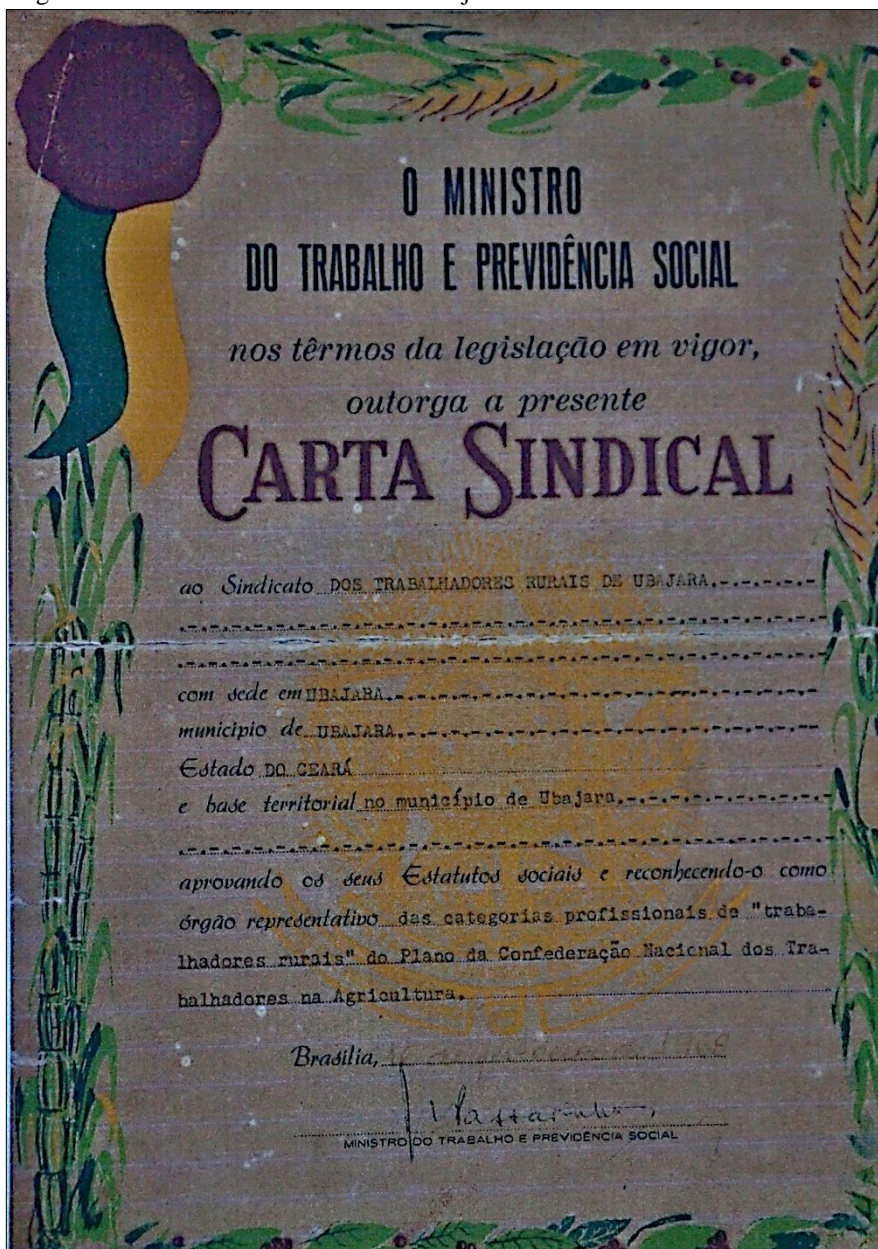 O MINISTRO
DO TRABALHO E PREVIDÊNCIA SOCIAL
nos têrmos da legislação em vigor,
outorga a presente
CARTA SINDICAL
ao Sindicato DOS TRABALHADORES RURAIS DE UBAJARA.-.-.-.-.-
com sede em UBAJARA.-.-.-.-.-.-.-.-.-.-.-.-.-.-.-.-.-.-.-
município de UBAJARA.-.-.-.-.-.-.-.-.-.-.-.-.-.-.-.-.-.-
Estado DO CEARÁ
e base territorial no município de Ubajara.-.-.-.-.-.-.-.-.-
aprovando os seus Estatutos sociais e reconhecendo-o como
órgão representativo das categorias profissionais de "traba-
lhadores rurais" do Plano da Confederação Nacional dos Tra-
balhadores na Agricultura.
Brasília,
MINISTRO DO TRABALHO E PREVIDÊNCIA SOCIAL